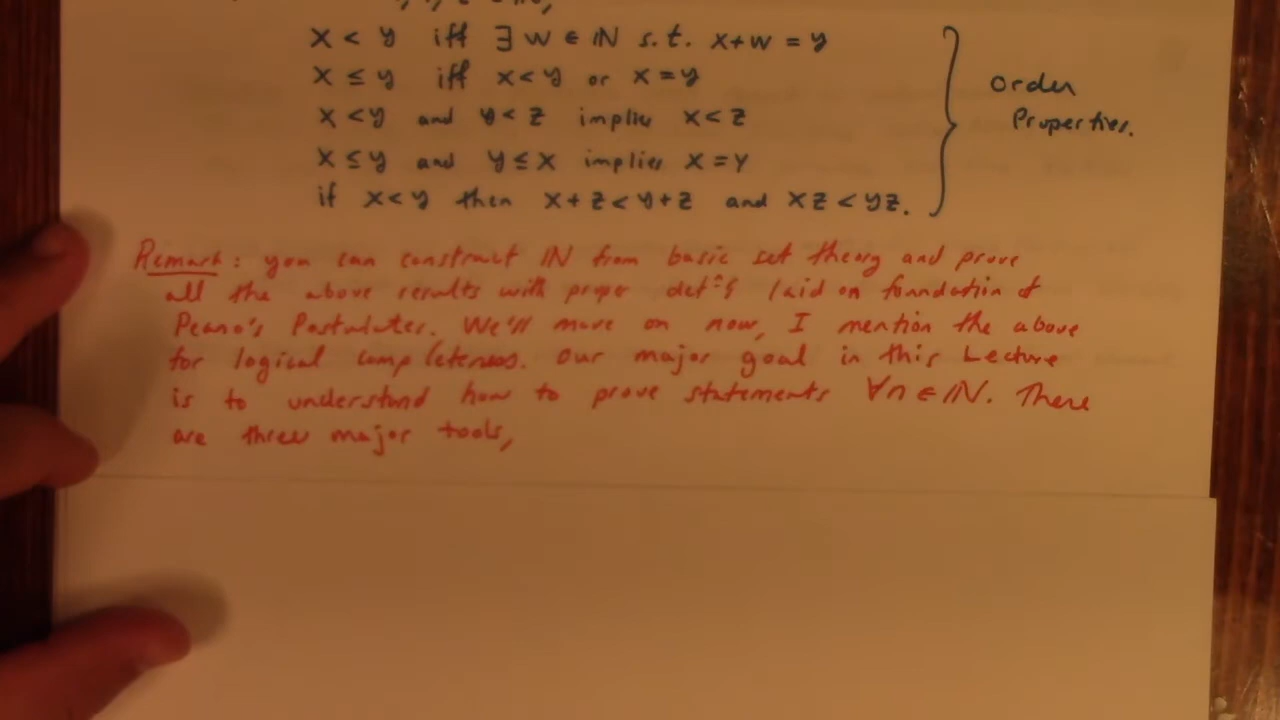 x < y iff ∃ w ∈ ℕ s.t. x+w = y
x ≤ y iff x<y or x=y
x<y and y<z implies x<z
x≤y and y≤x implies x=y
if x<y then x+z<y+z and xz<yz.
Order
Properties.
Remark: you can construct ℕ from basic set theory and prove
all the above results with proper defⁿs laid on foundation of
Peano's Postulates. We'll move on now, I mention the above
for logical completeness. Our major goal in this Lecture
is to understand how to prove statements ∀n∈ℕ. There
are three major tools,